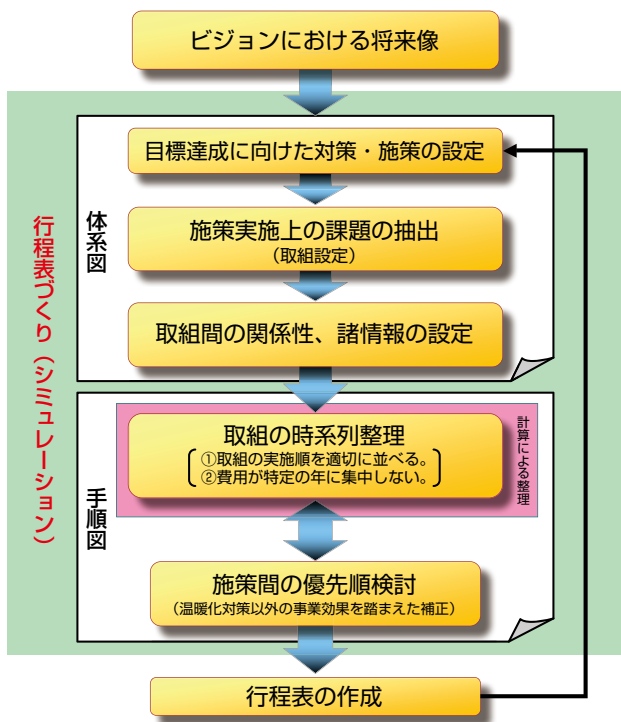 ビジョンにおける将来像
行程表づくり（シミュレーション）
体系図
目標達成に向けた対策・施策の設定
施策実施上の課題の抽出
（取組設定）
取組間の関係性、諸情報の設定
手順図
取組の時系列整理
①取組の実施順を適切に並べる。
②費用が特定の年に集中しない。
計算による整理
施策間の優先順検討
（温暖化対策以外の事業効果を踏まえた補正）
行程表の作成